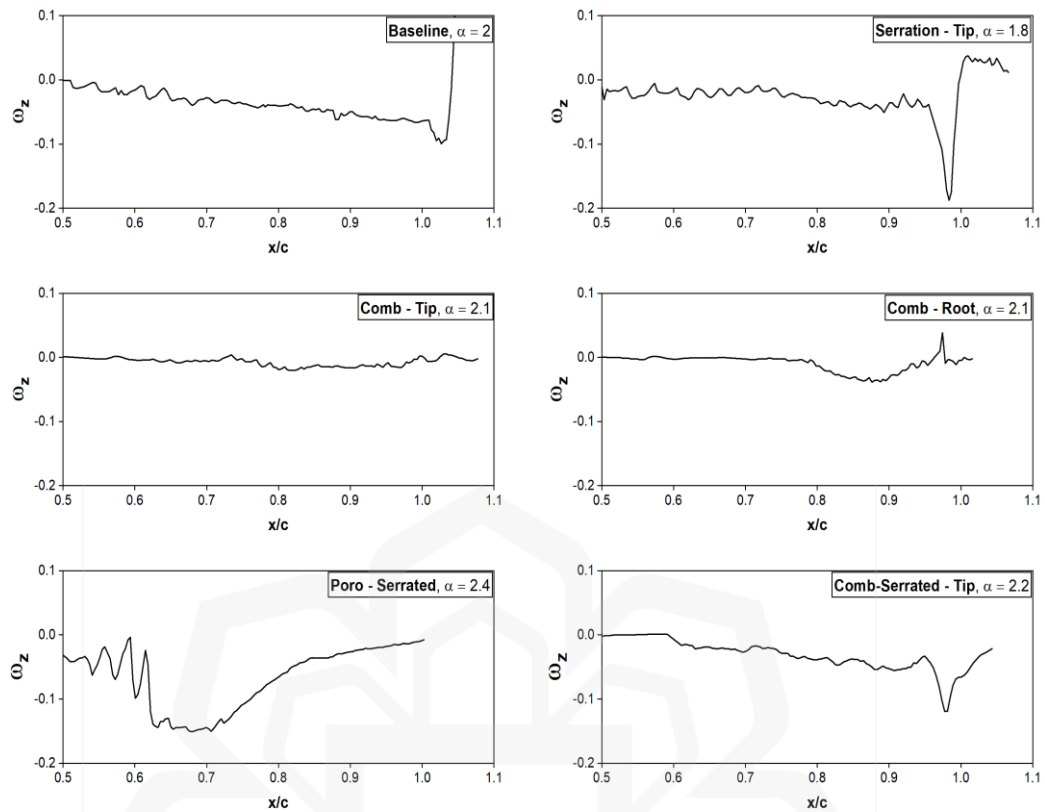 0.1
Baseline, α = 2
0.0
-0.1
-0.2
ω_z
0.5 0.6 0.7 0.8 0.9 1.0 1.1
x/c
0.1
Serration - Tip, α = 1.8
0.0
-0.1
-0.2
ω_z
0.5 0.6 0.7 0.8 0.9 1.0 1.1
x/c
0.1
Comb - Tip, α = 2.1
0.0
-0.1
-0.2
ω_z
0.5 0.6 0.7 0.8 0.9 1.0 1.1
x/c
0.1
Comb - Root, α = 2.1
0.0
-0.1
-0.2
ω_z
0.5 0.6 0.7 0.8 0.9 1.0 1.1
x/c
0.1
Poro - Serrated, α = 2.4
0.0
-0.1
-0.2
ω_z
0.5 0.6 0.7 0.8 0.9 1.0 1.1
x/c
0.1
Comb-Serrated - Tip, α = 2.2
0.0
-0.1
-0.2
ω_z
0.5 0.6 0.7 0.8 0.9 1.0 1.1
x/c